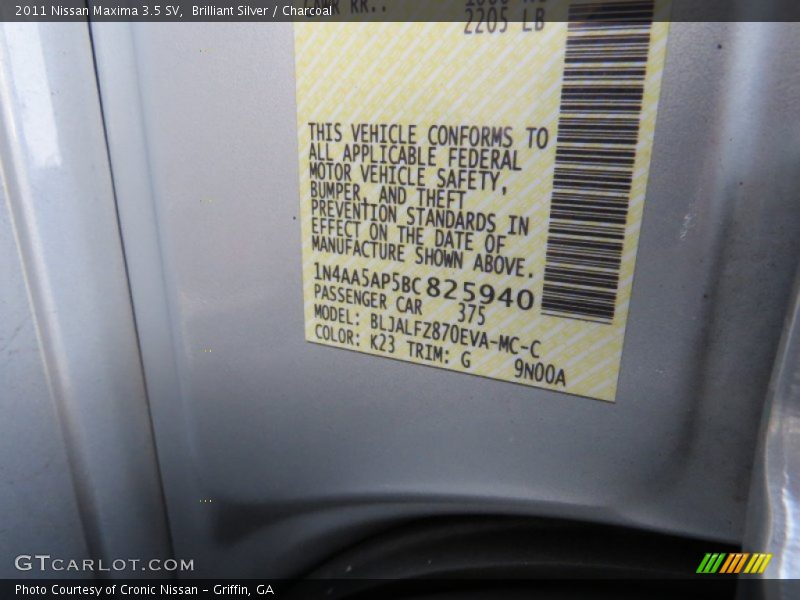 2011 Nissan Maxima 3.5 SV, Brilliant Silver / Charcoal
2205 LB
THIS VEHICLE CONFORMS TO
ALL APPLICABLE FEDERAL
MOTOR VEHICLE SAFETY,
BUMPER, AND THEFT
PREVENTION STANDARDS IN
EFFECT ON THE DATE OF
MANUFACTURE SHOWN ABOVE.
1N4AA5AP5BC825940
PASSENGER CAR 375
MODEL: BLJALFZ870EVA-MC-C
COLOR: K23 TRIM: G 9N00A
GTCARLOT.COM
Photo Courtesy of Cronic Nissan - Griffin, GA